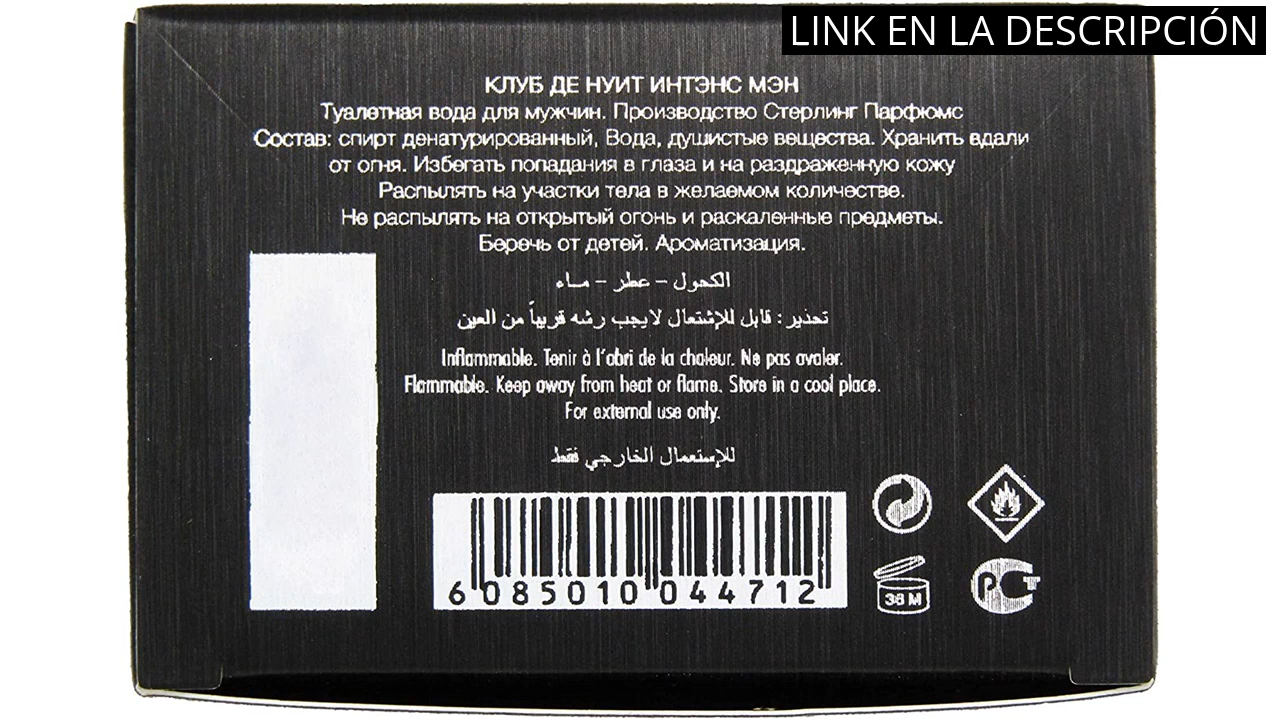 LINK EN LA DESCRIPCIÓN
КЛУБ ДЕ НУИТ ИНТЭНС МЭН
Туалетная вода для мужчин. Производство Стерлинг Парфюмс
Состав: спирт денатурированный, Вода, душистые вещества. Хранить вдали
от огня. Избегать попадания в глаза и на раздраженную кожу
Распылять на участки тела в желаемом количестве.
Не распылять на открытый огонь и раскаленные предметы.
Беречь от детей. Ароматизация.
الكحول – عطر – مـاء
تحذير : قابل للإشتعال لايجب رشه قريباً من العين
Inflammable. Tenir à l'abri de la chaleur. Ne pas avaler.
Flammable. Keep away from heat or flame. Store in a cool place.
For external use only.
للإستعمال الخارجي فقط
6 085010 044712
36 M
РСТ